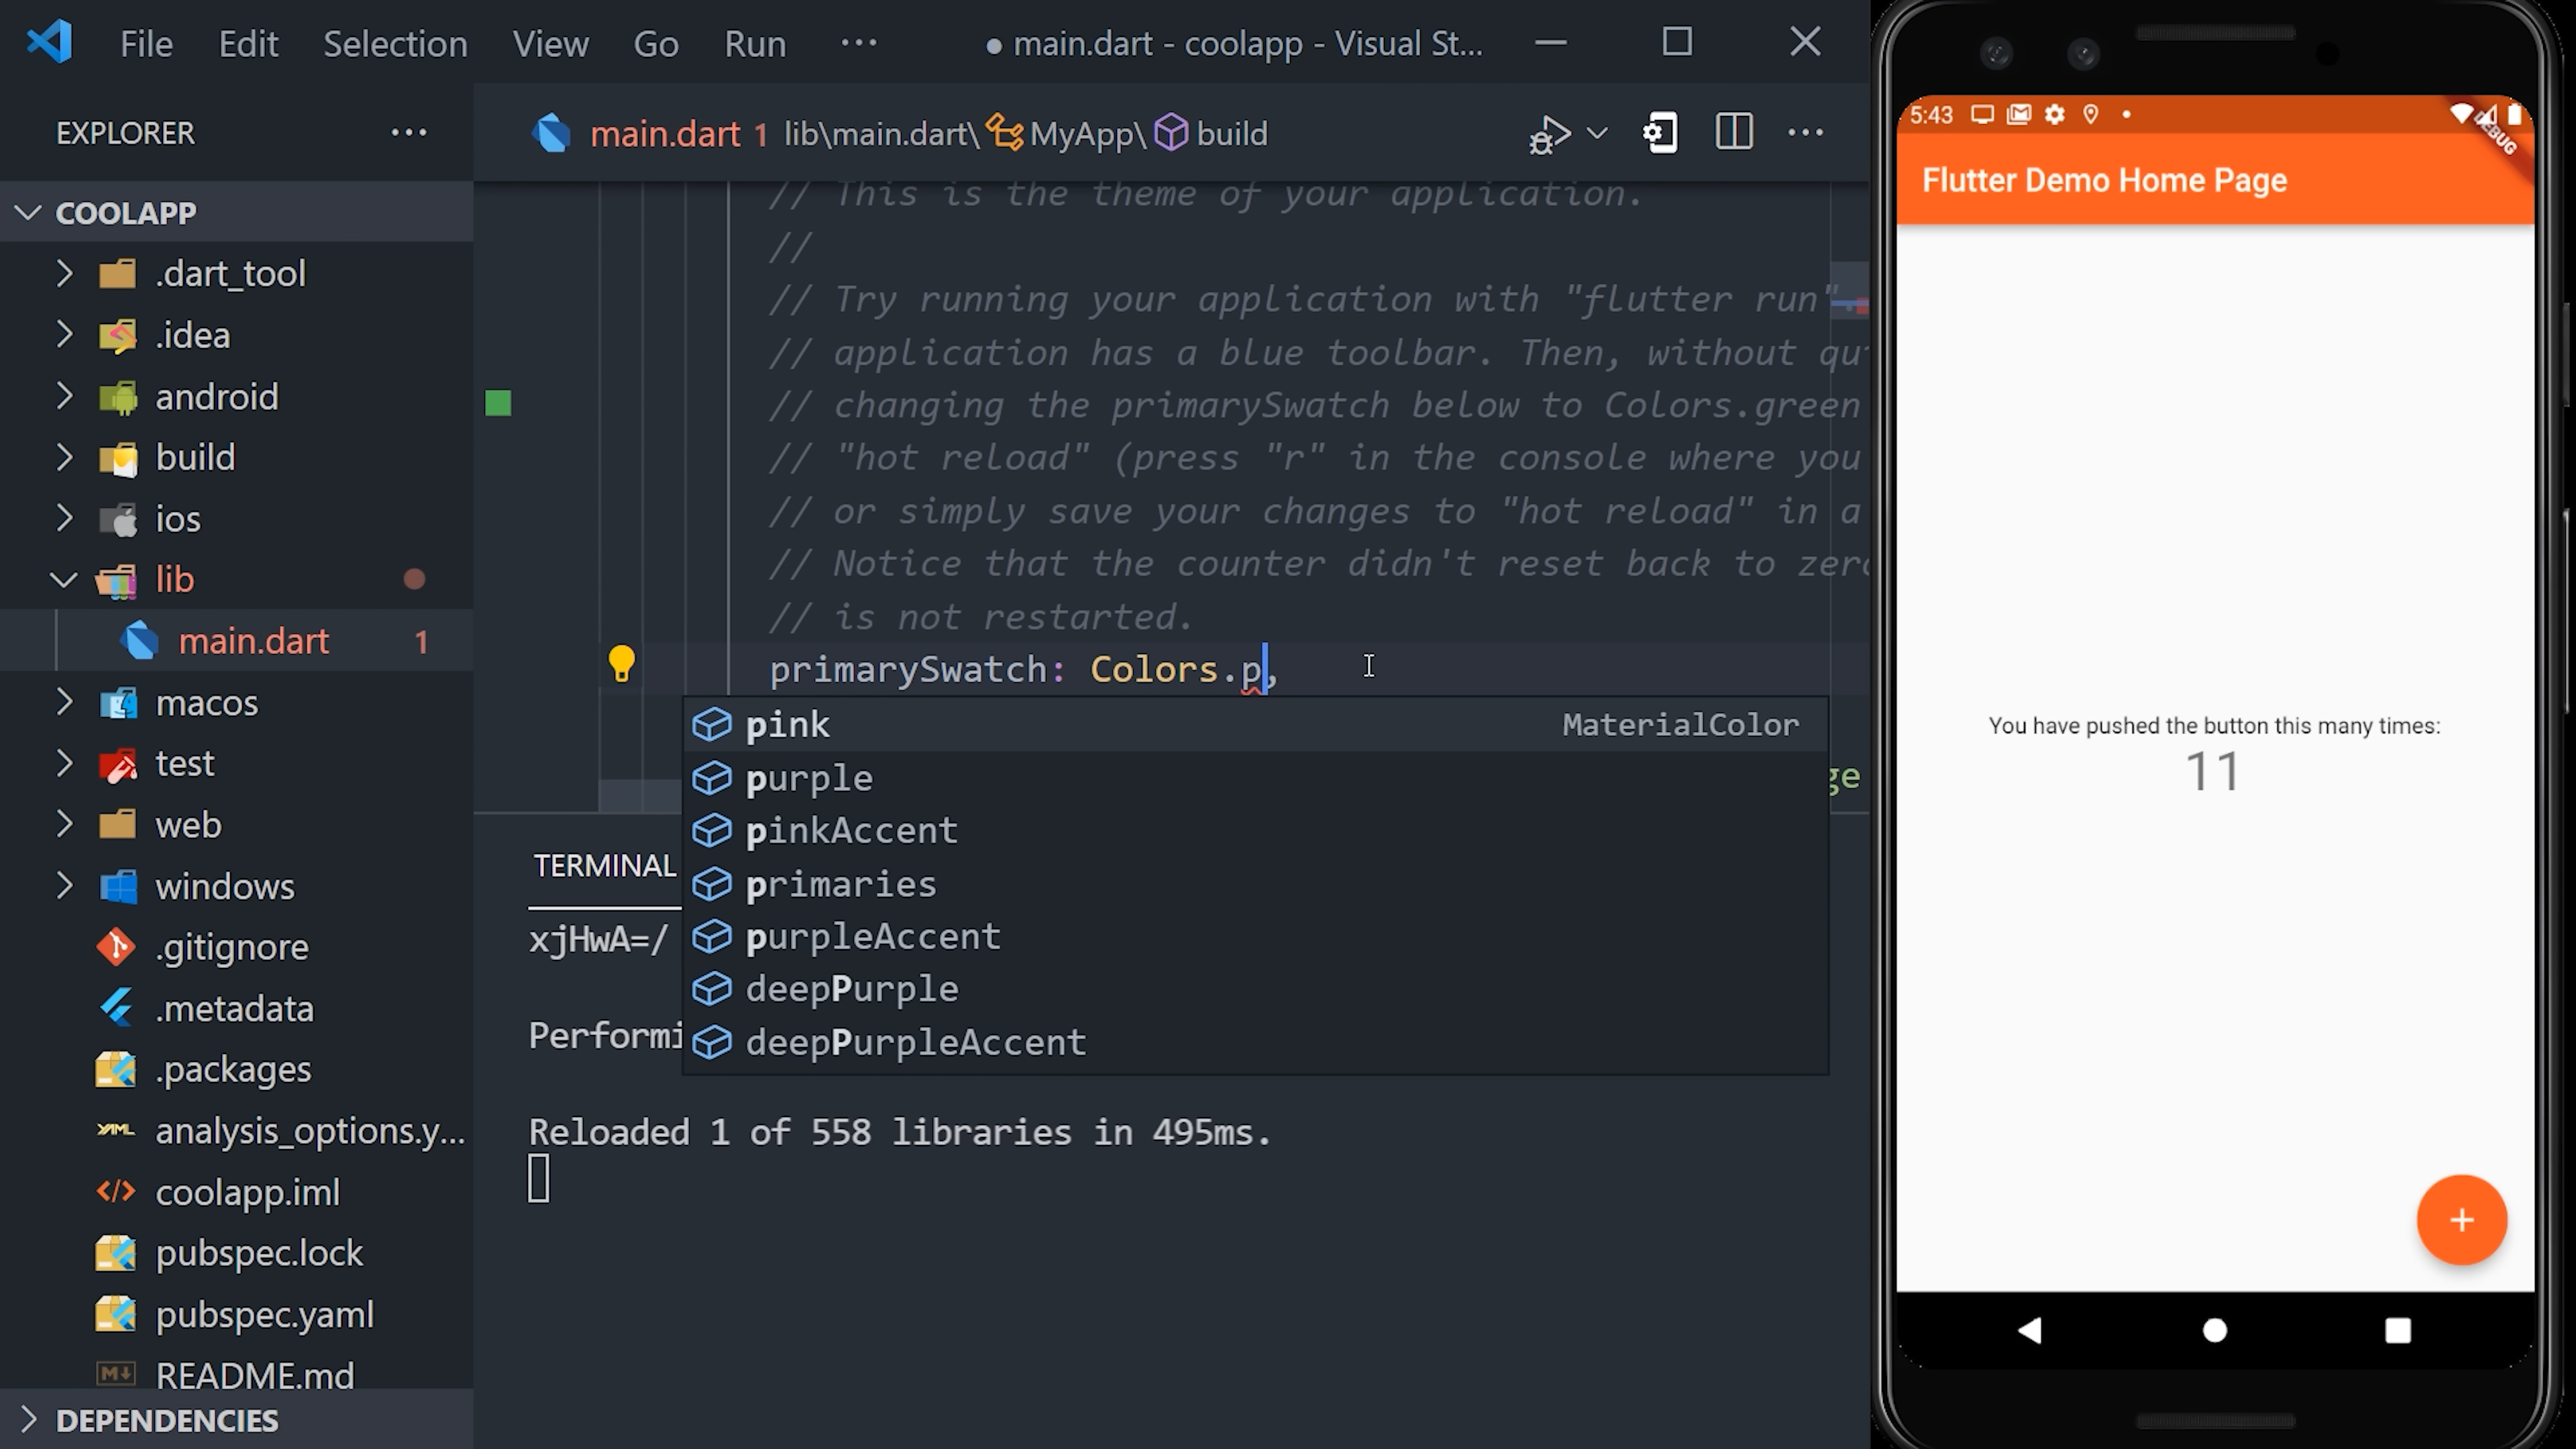 File Edit Selection View Go Run ··· ● main.dart - coolapp - Visual St...
EXPLORER ···
COOLAPP
.dart_tool
.idea
android
build
ios
lib
main.dart 1
macos
test
web
windows
.gitignore
.metadata
.packages
analysis_options.y...
coolapp.iml
pubspec.lock
pubspec.yaml
README.md
DEPENDENCIES
main.dart 1 lib\main.dart\ MyApp\ build
// This is the theme of your application.
//
// Try running your application with "flutter run".
// application has a blue toolbar. Then, without
// changing the primarySwatch below to Colors.green
// "hot reload" (press "r" in the console where you
// or simply save your changes to "hot reload" in a
// Notice that the counter didn't reset back to zero
// is not restarted.
primarySwatch: Colors.p,
pink MaterialColor
purple
pinkAccent
primaries
purpleAccent
deepPurple
deepPurpleAccent
ge
TERMINAL
xjHwA=/
Performi
Reloaded 1 of 558 libraries in 495ms.
5:43
DEBUG
Flutter Demo Home Page
You have pushed the button this many times:
11
+